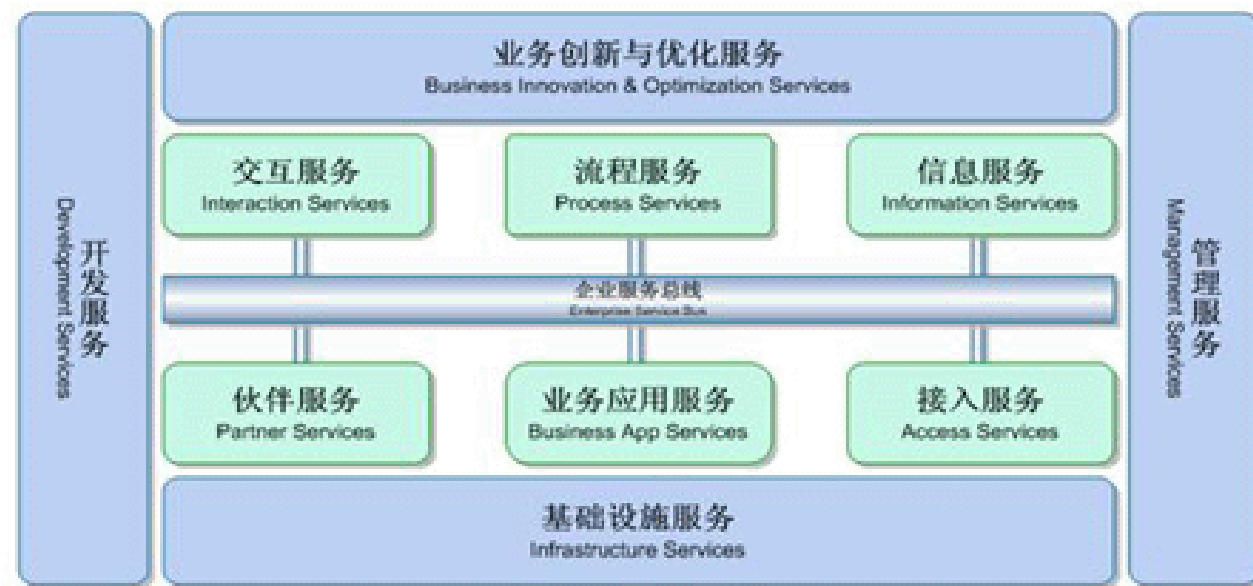 业务创新与优化服务
Business Innovation & Optimization Services
开发服务
Development Services
交互服务
Interaction Services
流程服务
Process Services
信息服务
Information Services
管理服务
Management Services
企业服务总线
Enterprise Service Bus
伙伴服务
Partner Services
业务应用服务
Business App Services
接入服务
Access Services
基础设施服务
Infrastructure Services